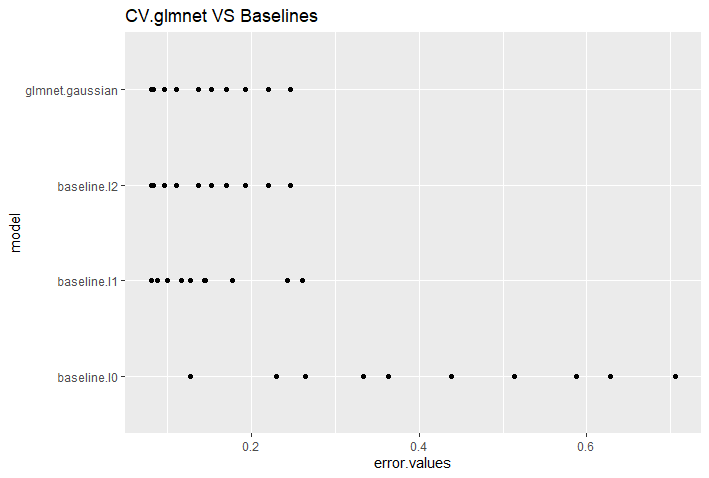 CV.glmnet VS Baselines
glmnet.gaussian
baseline.l2
baseline.l1
baseline.l0
model
0.2 0.4 0.6
error.values